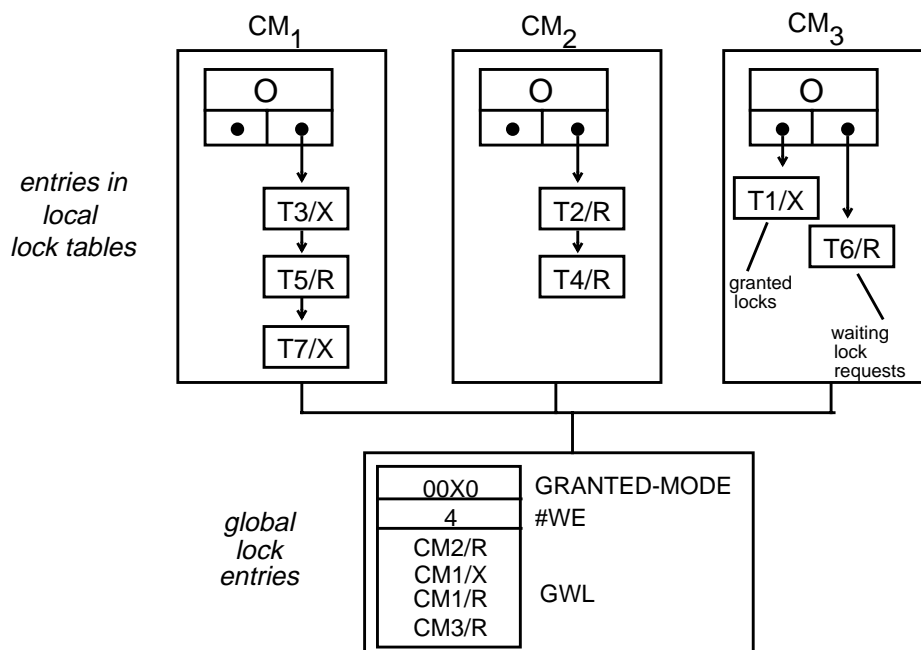 CM1
CM2
CM3
O
O
O
entries in
local
lock tables
T3/X
T5/R
T7/X
T2/R
T4/R
T1/X
T6/R
granted
locks
waiting
lock
requests
global
lock
entries
00X0
GRANTED-MODE
4
#WE
CM2/R
CM1/X
CM1/R
CM3/R
GWL